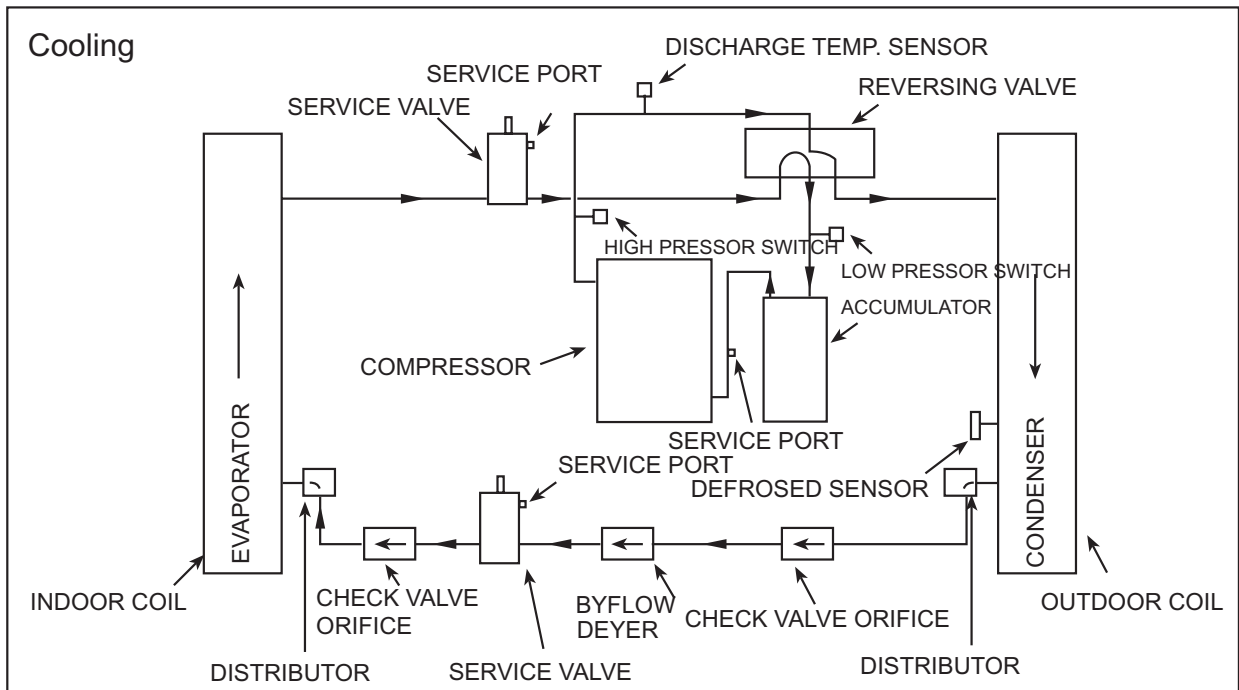 Cooling
DISCHARGE TEMP. SENSOR
SERVICE PORT
REVERSING VALVE
SERVICE VALVE
HIGH PRESSOR SWITCH
LOW PRESSOR SWITCH
ACCUMULATOR
COMPRESSOR
EVAPORATOR
CONDENSER
SERVICE PORT
SERVICE PORT
DEFROSED SENSOR
INDOOR COIL
CHECK VALVE
ORIFICE
BYFLOW
DEYER
CHECK VALVE ORIFICE
OUTDOOR COIL
DISTRIBUTOR
SERVICE VALVE
DISTRIBUTOR